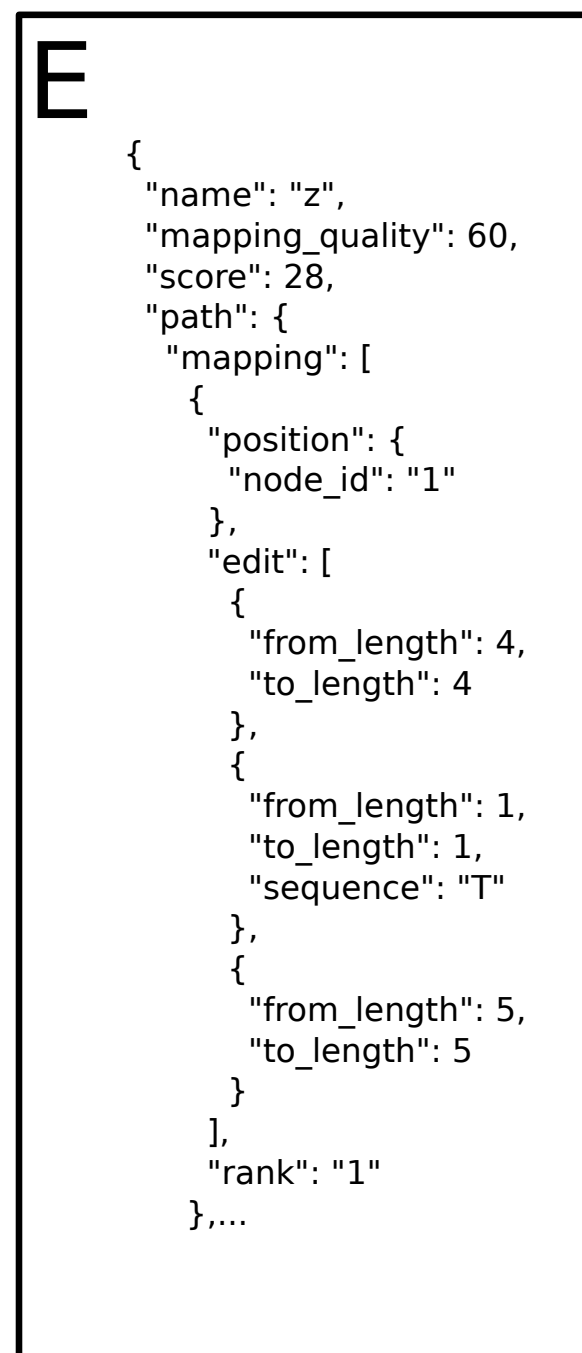 E
{
"name": "z",
"mapping_quality": 60,
"score": 28,
"path": {
"mapping": [
{
"position": {
"node_id": "1"
},
"edit": [
{
"from_length": 4,
"to_length": 4
},
{
"from_length": 1,
"to_length": 1,
"sequence": "T"
},
{
"from_length": 5,
"to_length": 5
}
],
"rank": "1"
},...